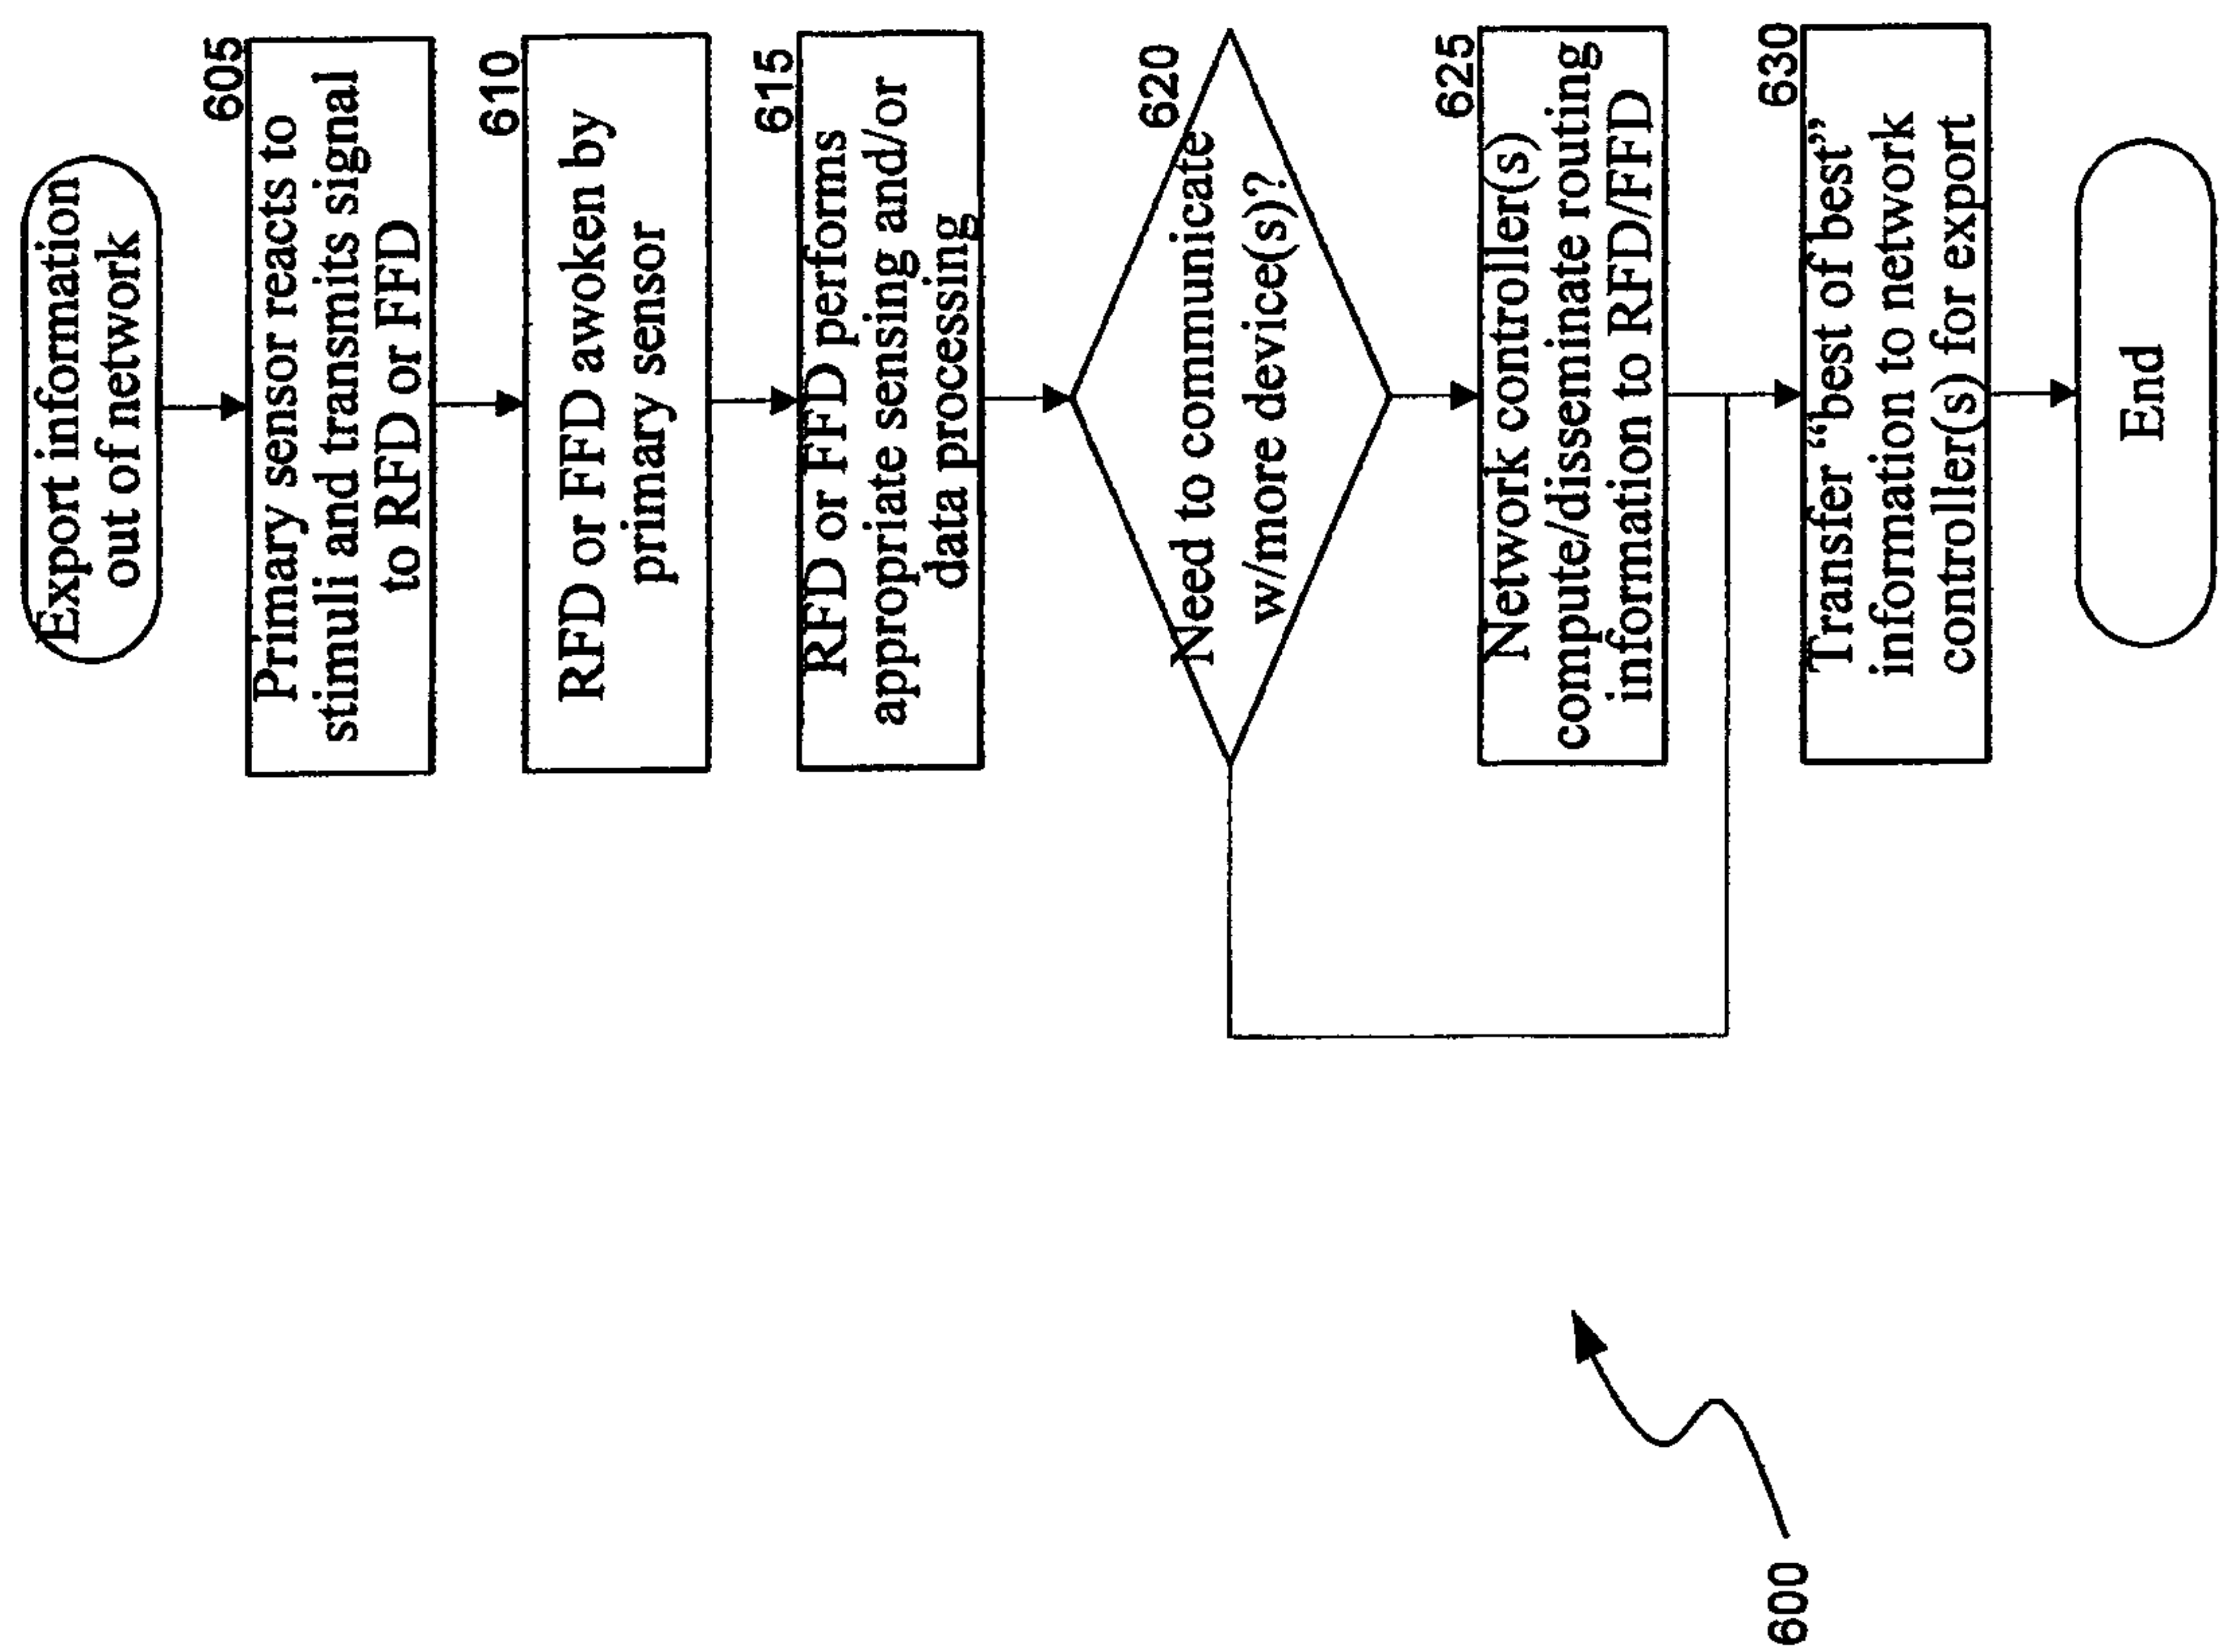 Export information
out of network
605
Primary sensor reacts to
stimuli and transmits signal
to RFD or FFD
610
RFD or FFD awoken by
primary sensor
615
RFD or FFD performs
appropriate sensing and/or
data processing
620
Need to communicate
w/more device(s)?
625
Network controller(s)
compute/disseminate routing
information to RFD/FFD
630
Transfer “best of best”
information to network
controller(s) for export
End
600